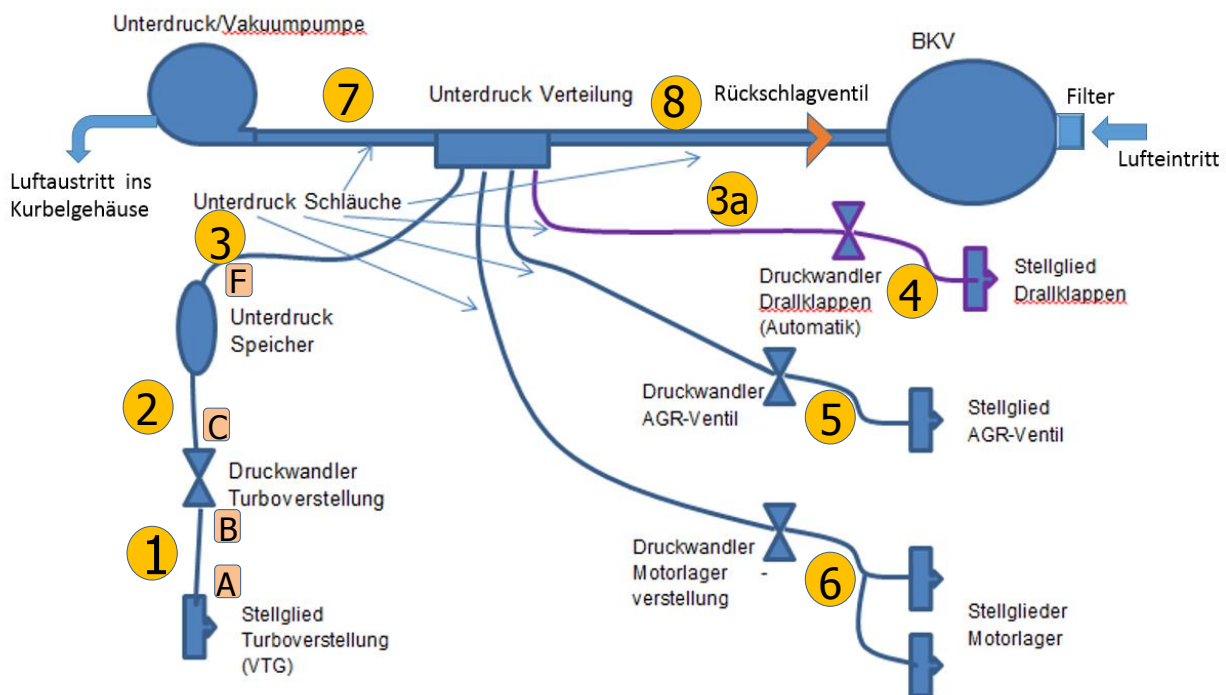 Unterdruck/Vakuumpumpe
BKV
7
Unterdruck Verteilung
8
Rückschlagventil
Filter
Lufteintritt
Luftaustritt ins
Kurbelgehäuse
Unterdruck Schläuche
3a
3
F
Unterdruck
Speicher
Druckwandler
Drallklappen
(Automatik)
4
Stellglied
Drallklappen
2
C
Druckwandler
AGR-Ventil
5
Stellglied
AGR-Ventil
Druckwandler
Turboverstellung
B
1
A
Druckwandler
Motorlager -
verstellung
6
Stellglied
Turboverstellung
(VTG)
Stellglieder
Motorlager